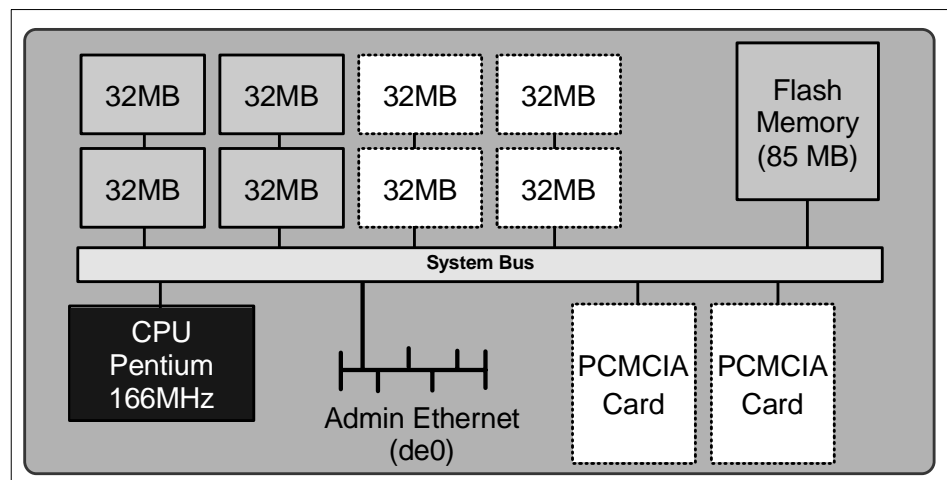 32MB 32MB 32MB 32MB
Flash
Memory
(85 MB)
32MB 32MB 32MB 32MB
System Bus
CPU
Pentium
166MHz
Admin Ethernet
(de0)
PCMCIA
Card
PCMCIA
Card